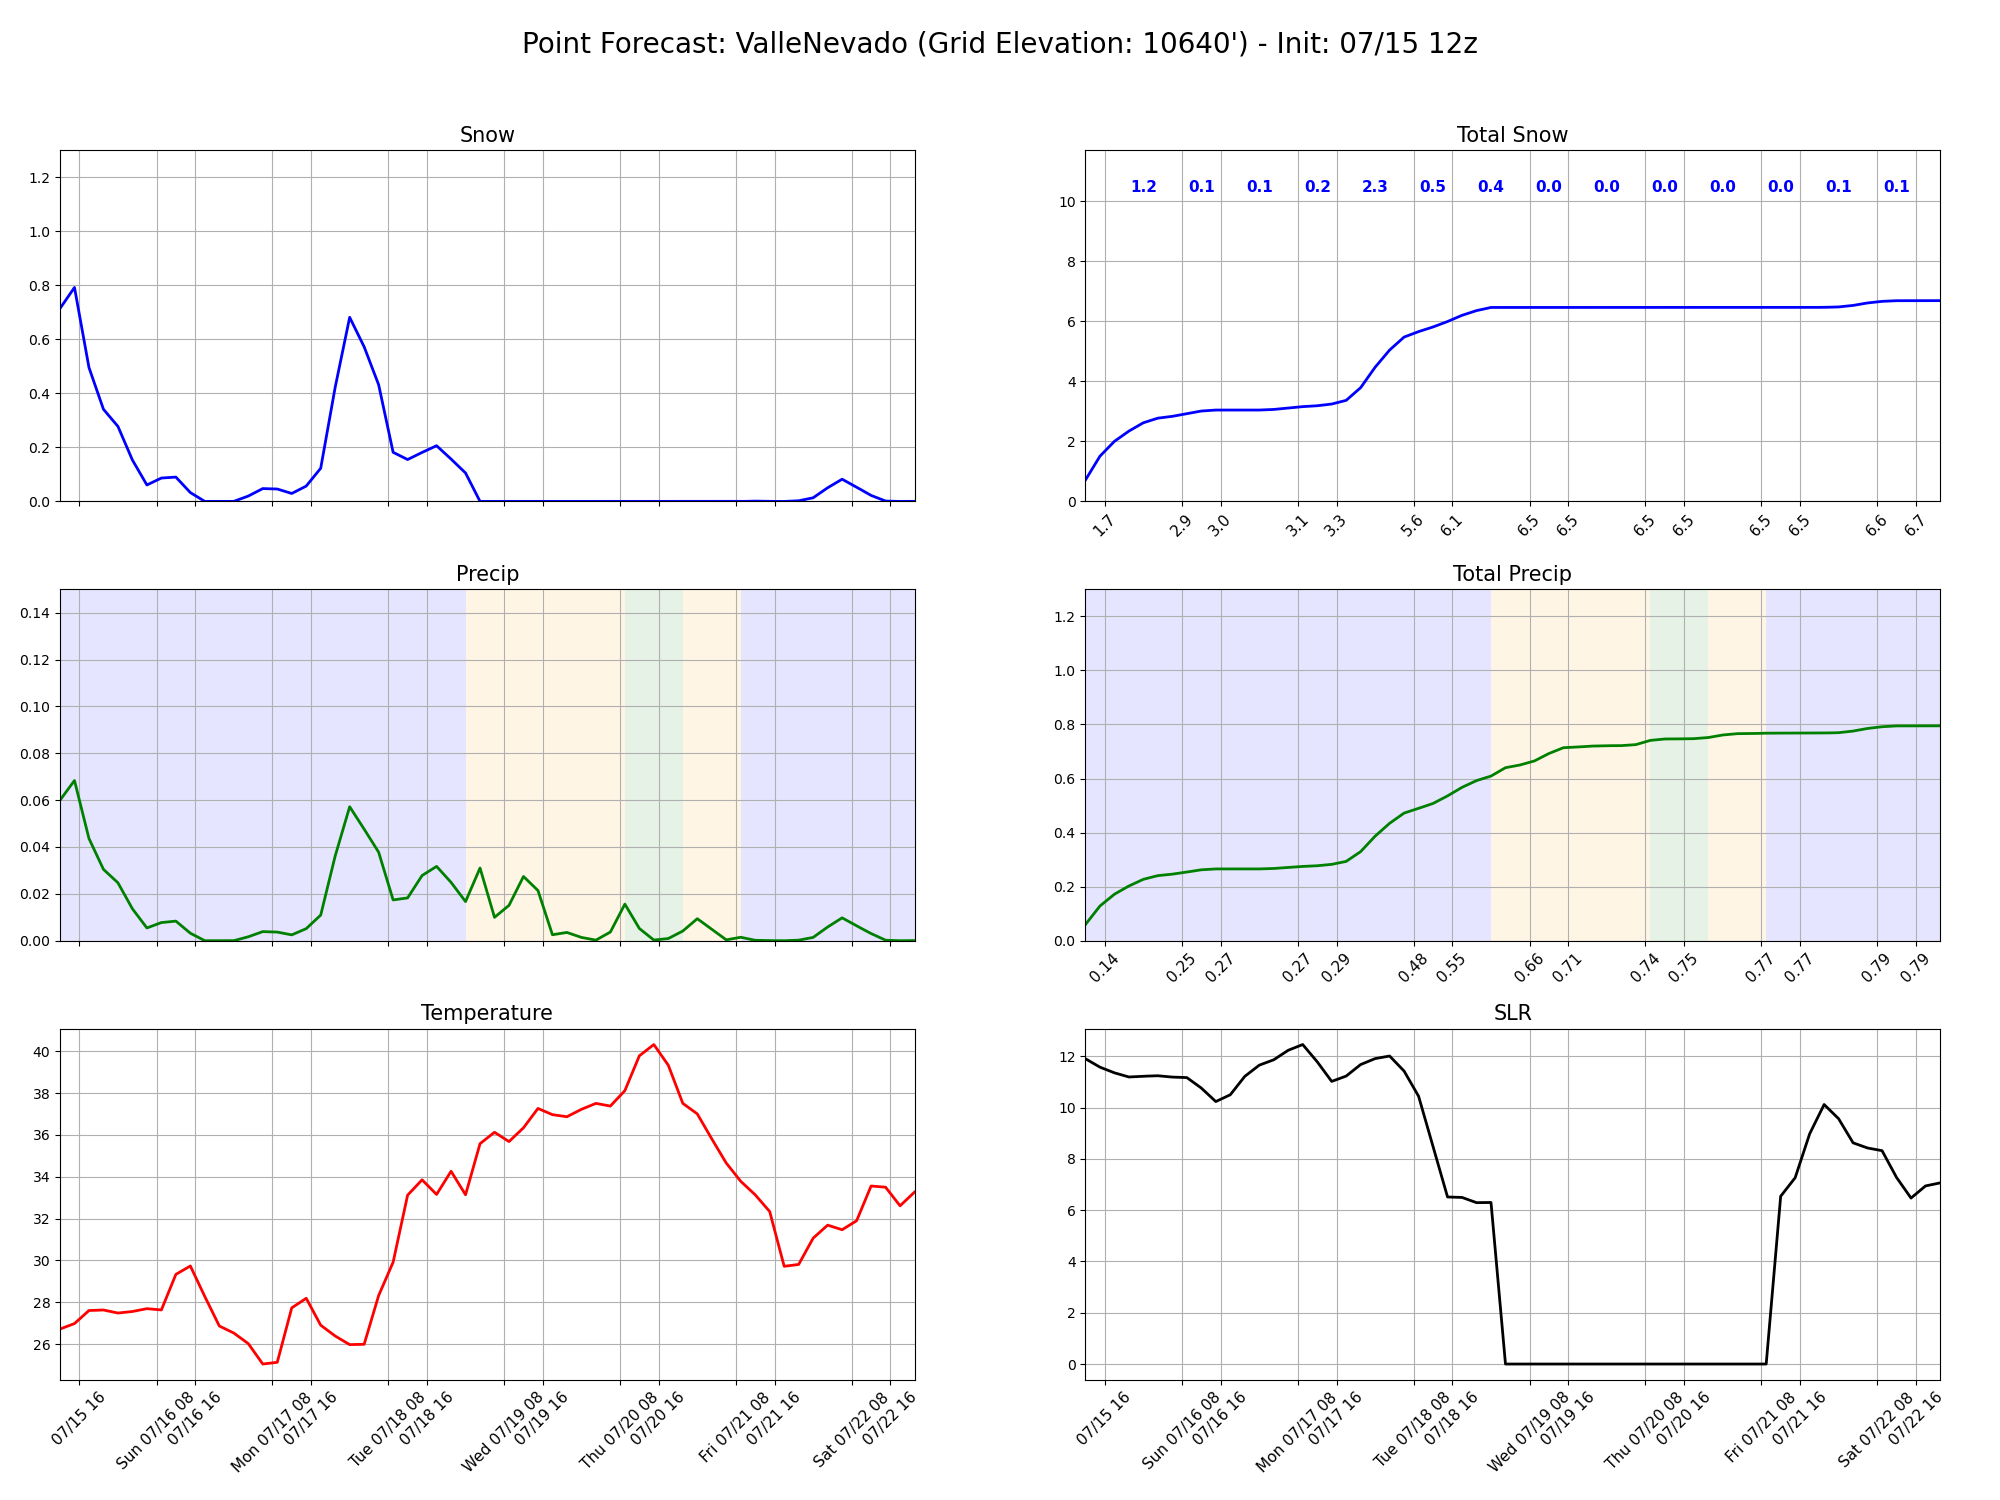 Point Forecast: ValleNevado (Grid Elevation: 10640') - Init: 07/15 12z
Snow
1.2
1.0
0.8
0.6
0.4
0.2
0.0
Total Snow
1.2 0.1 0.1 0.2 2.3 0.5 0.4 0.0 0.0 0.0 0.0 0.0 0.1 0.1
10
8
6
4
2
0
1.7 2.9 3.0 3.1 3.3 5.6 6.1 6.5 6.5 6.5 6.5 6.5 6.5 6.6 6.7
Precip
0.14
0.12
0.10
0.08
0.06
0.04
0.02
0.00
Total Precip
1.2
1.0
0.8
0.6
0.4
0.2
0.0
0.14 0.25 0.27 0.27 0.29 0.48 0.55 0.66 0.71 0.74 0.75 0.77 0.77 0.79 0.79
Temperature
40
38
36
34
32
30
28
26
07/15 16
Sun 07/16 08
07/16 16
Mon 07/17 08
07/17 16
Tue 07/18 08
07/18 16
Wed 07/19 08
07/19 16
Thu 07/20 08
07/20 16
Fri 07/21 08
07/21 16
Sat 07/22 08
07/22 16
SLR
12
10
8
6
4
2
0
07/15 16
Sun 07/16 08
07/16 16
Mon 07/17 08
07/17 16
Tue 07/18 08
07/18 16
Wed 07/19 08
07/19 16
Thu 07/20 08
07/20 16
Fri 07/21 08
07/21 16
Sat 07/22 08
07/22 16